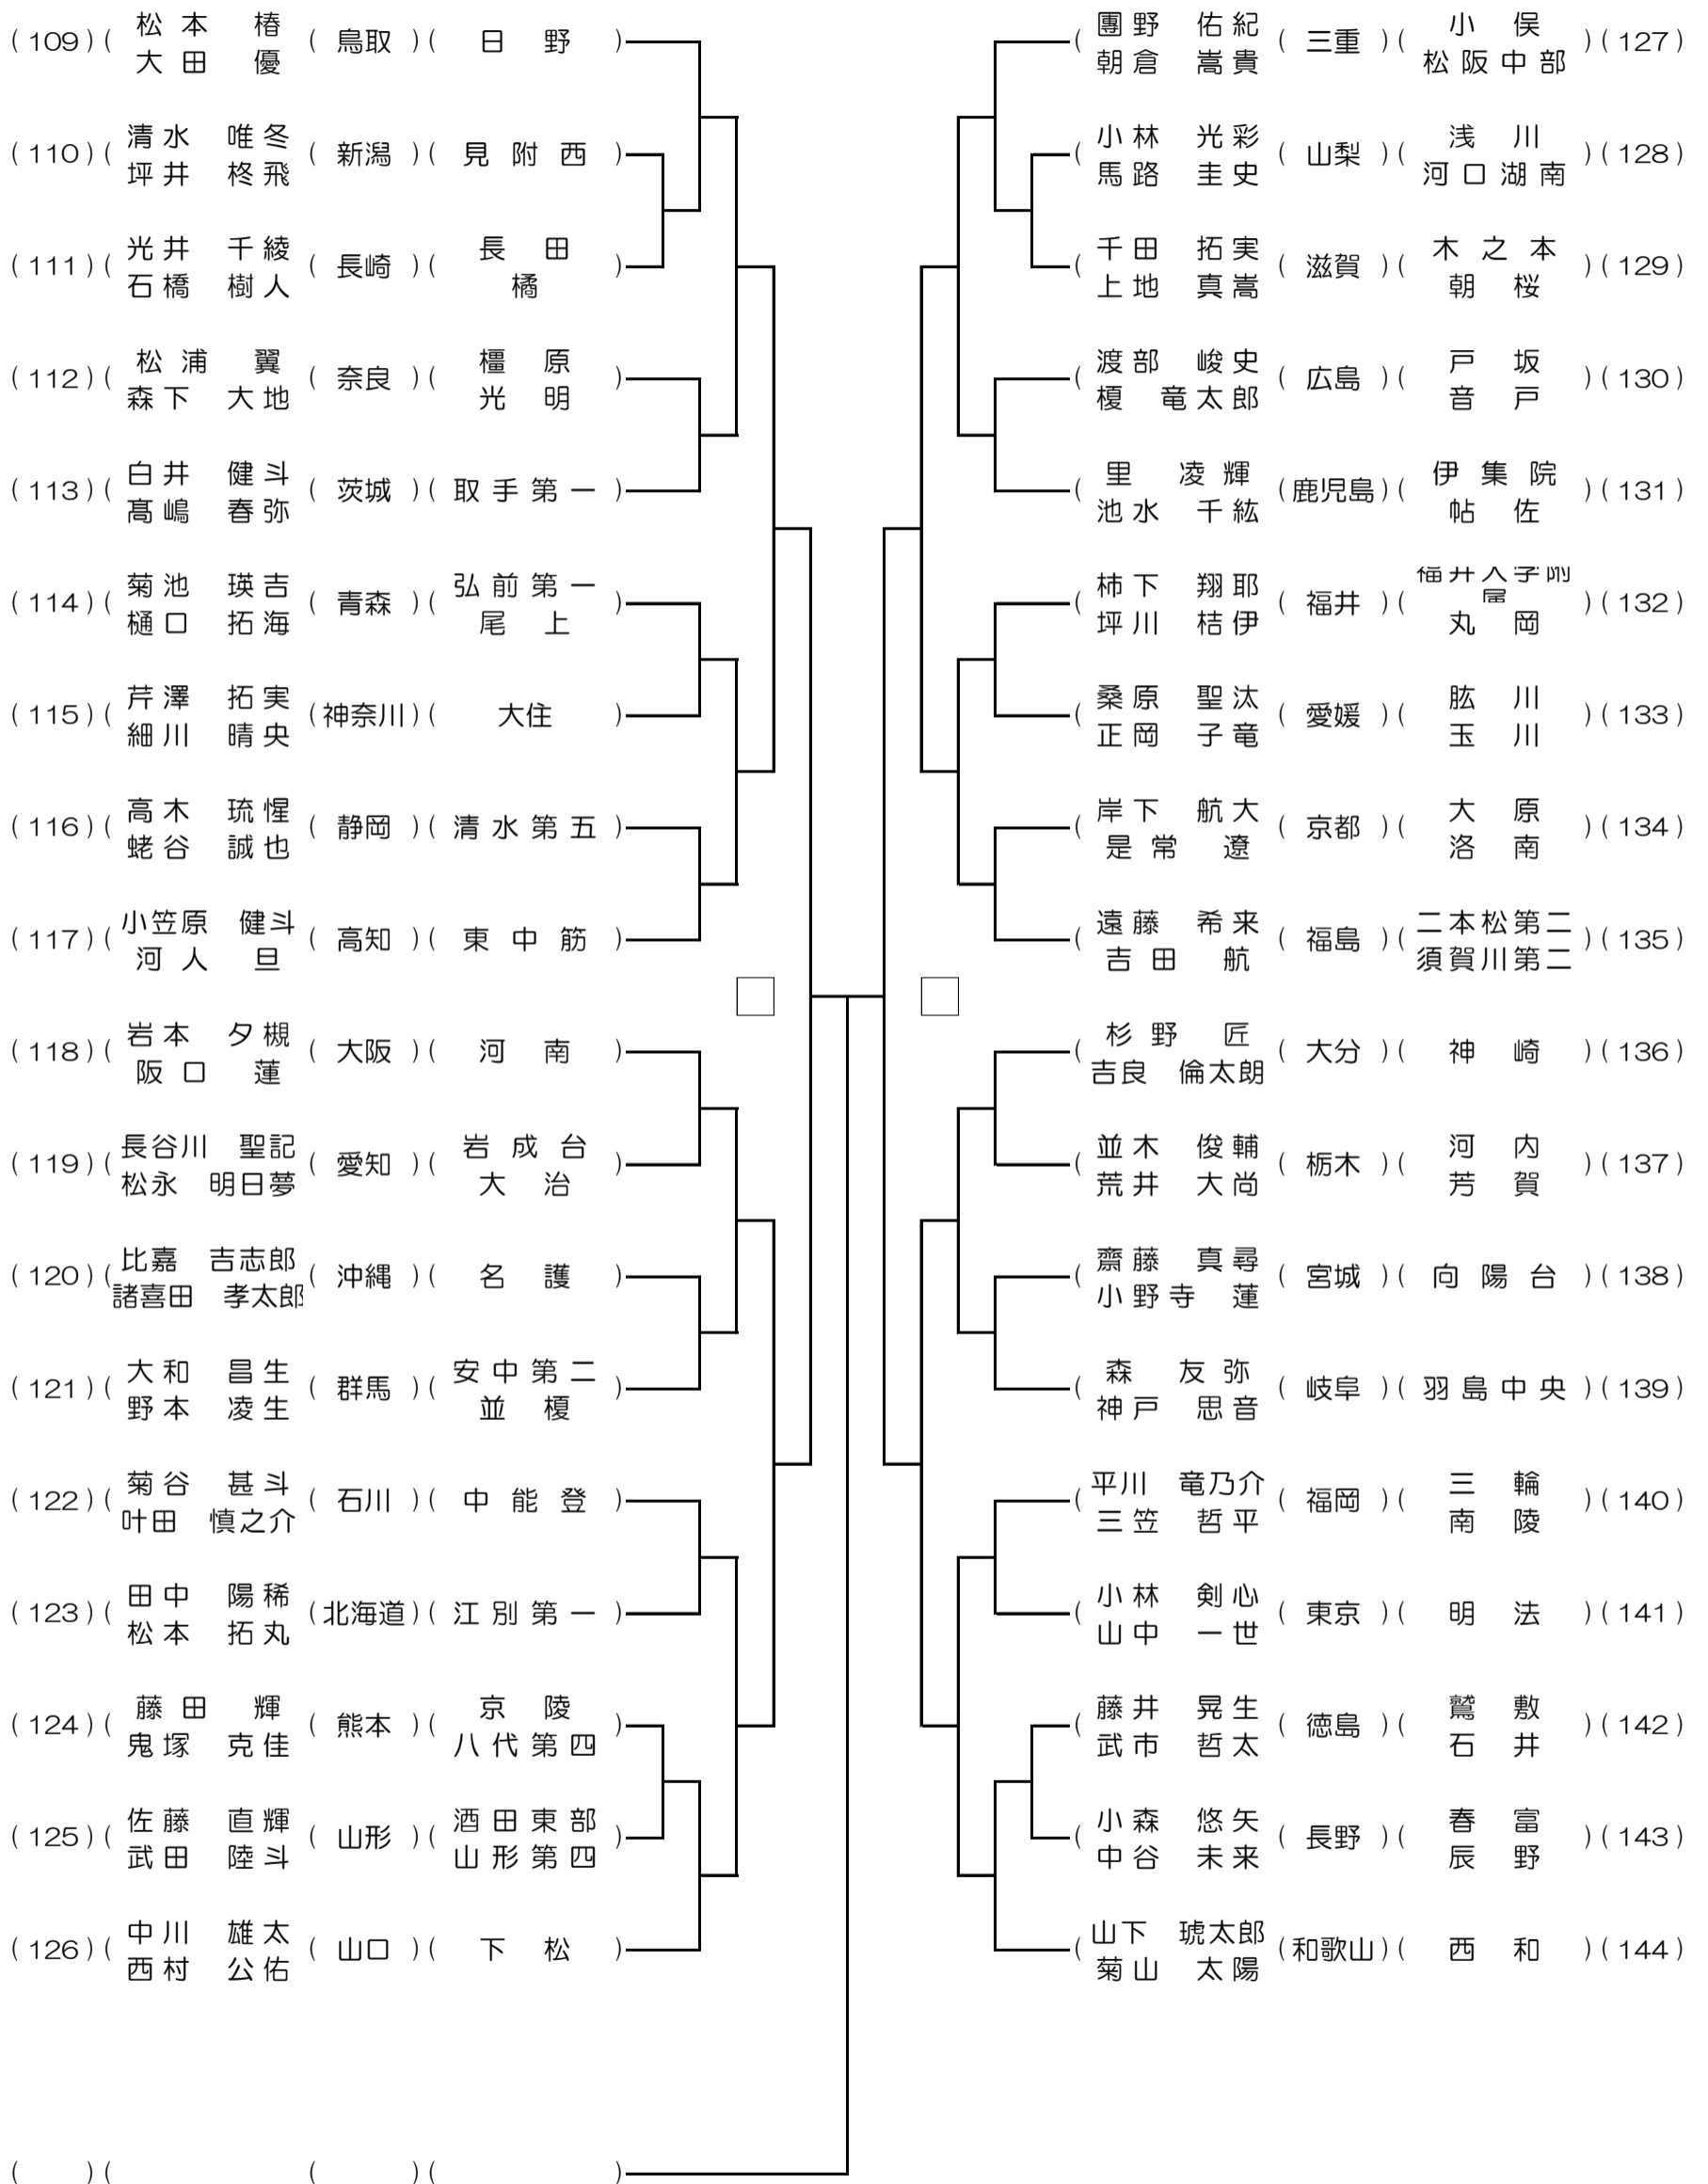 (109) ( 松本 椿 ( 鳥取 ) ( 日野 )
大田 優
(110) ( 清水 唯冬 ( 新潟 ) ( 見附西 )
坪井 柊飛
(111) ( 光井 千綾 ( 長崎 ) ( 長田 )
石橋 樹人 橘
(112) ( 松浦 翼 ( 奈良 ) ( 橿原 )
森下 大地 光明
(113) ( 白井 健斗 ( 茨城 ) ( 取手第一 )
髙嶋 春弥
(114) ( 菊池 瑛吉 ( 青森 ) ( 弘前第一 )
樋口 拓海 尾上
(115) ( 芹澤 拓実 ( 神奈川 ) ( 大住 )
細川 晴央
(116) ( 高木 琉惺 ( 静岡 ) ( 清水第五 )
蛯谷 誠也
(117) ( 小笠原 健斗 ( 高知 ) ( 東中筋 )
河人 旦
(118) ( 岩本 夕槻 ( 大阪 ) ( 河南 )
阪口 蓮
(119) ( 長谷川 聖記 ( 愛知 ) ( 岩成台 )
松永 明日夢 大治
(120) ( 比嘉 吉志郎 ( 沖縄 ) ( 名護 )
諸喜田 孝太郎
(121) ( 大和 昌生 ( 群馬 ) ( 安中第二 )
野本 凌生 並榎
(122) ( 菊谷 甚斗 ( 石川 ) ( 中能登 )
叶田 慎之介
(123) ( 田中 陽稀 ( 北海道 ) ( 江別第一 )
松本 拓丸
(124) ( 藤田 輝 ( 熊本 ) ( 京陵 )
鬼塚 克佳 八代第四
(125) ( 佐藤 直輝 ( 山形 ) ( 酒田東部 )
武田 陸斗 山形第四
(126) ( 中川 雄太 ( 山口 ) ( 下松 )
西村 公佑
( ) ( ( ) ( )
( 團野 佑紀 ( 三重 ) ( 小俣 ) (127)
朝倉 嵩貴 松阪中部
( 小林 光彩 ( 山梨 ) ( 浅川 ) (128)
馬路 圭史 河口湖南
( 千田 拓実 ( 滋賀 ) ( 木之本 ) (129)
上地 真嵩 朝桜
( 渡部 峻史 ( 広島 ) ( 戸坂 ) (130)
榎 竜太郎 音戸
( 里 凌輝 ( 鹿児島 ) ( 伊集院 ) (131)
池水 千紘 帖佐
( 柿下 翔耶 ( 福井 ) ( 福井大学附属 ) (132)
坪川 桔伊 丸岡
( 桑原 聖汰 ( 愛媛 ) ( 肱川 ) (133)
正岡 子竜 玉川
( 岸下 航大 ( 京都 ) ( 大原 ) (134)
是常 遼 洛南
( 遠藤 希来 ( 福島 ) ( 二本松第二 ) (135)
吉田 航 須賀川第二
( 杉野 匠 ( 大分 ) ( 神崎 ) (136)
吉良 倫太朗
( 並木 俊輔 ( 栃木 ) ( 河内 ) (137)
荒井 大尚 芳賀
( 齋藤 真尋 ( 宮城 ) ( 向陽台 ) (138)
小野寺 蓮
( 森 友弥 ( 岐阜 ) ( 羽島中央 ) (139)
神戸 思音
( 平川 竜乃介 ( 福岡 ) ( 三輪 ) (140)
三笠 哲平 南陵
( 小林 剣心 ( 東京 ) ( 明法 ) (141)
山中 一世
( 藤井 晃生 ( 徳島 ) ( 鷲敷 ) (142)
武市 哲太 石井
( 小森 悠矢 ( 長野 ) ( 春富 ) (143)
中谷 未来 辰野
( 山下 琥太郎 ( 和歌山 ) ( 西和 ) (144)
菊山 太陽